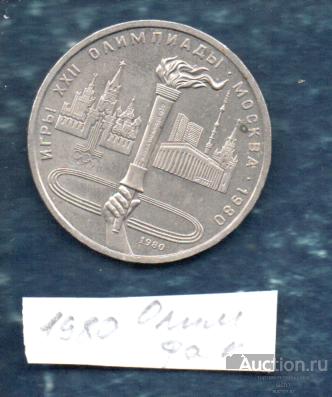 ИГРЫ XXII ОЛИМПИАДЫ · МОСКВА · 1980
1980
1980 Олим
Auction.ru